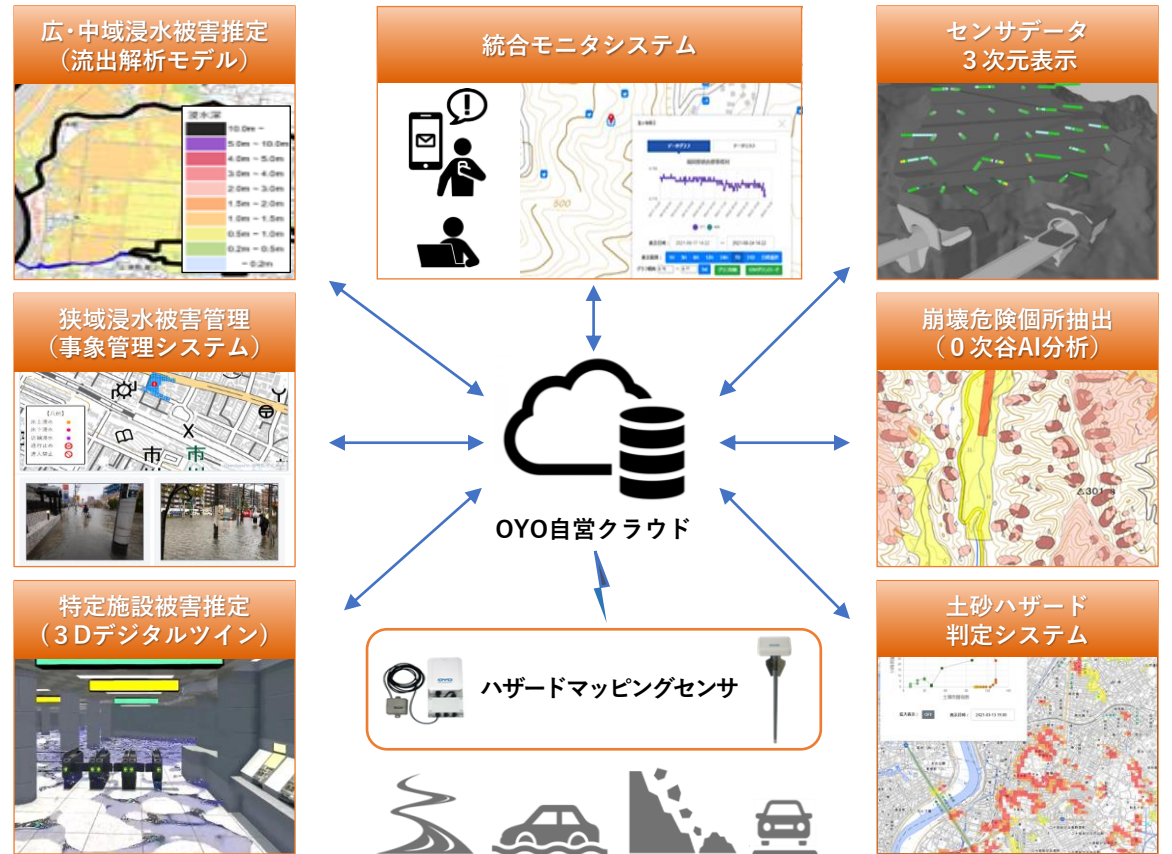 広・中域浸水被害推定
（流出解析モデル）
浸水深
10.0m ~
5.0m ~ 10.0m
4.0m ~ 5.0m
3.0m ~ 4.0m
2.0m ~ 3.0m
1.5m ~ 2.0m
1.0m ~ 1.5m
0.5m ~ 1.0m
0.2m ~ 0.5m
~ 0.2m
統合モニタシステム
500
センサデータ
３次元表示
狭域浸水被害管理
（事象管理システム）
市
市
川
崩壊危険個所抽出
（０次谷AI分析）
301
OYO自営クラウド
特定施設被害推定
（３Dデジタルツイン）
OYO
ハザードマッピングセンサ
土砂ハザード
判定システム